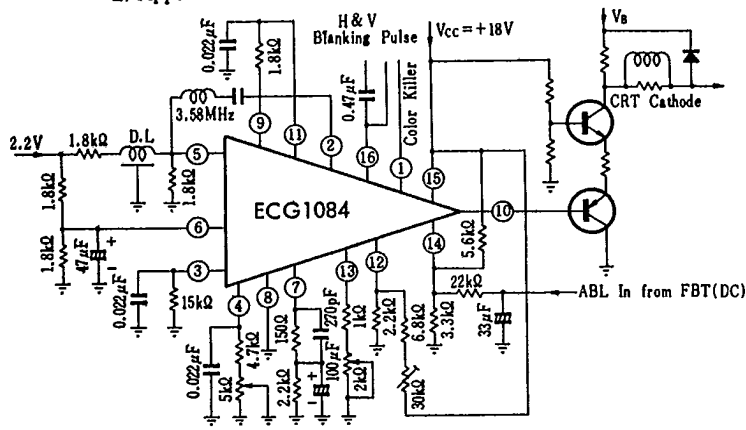 H & V
Blanking Pulse
VCC=+18V
VB
0.022μF
1.8kΩ
0.47μF
Color Killer
CRT Cathode
3.58MHz
2.2V
1.8kΩ
D.L
5
9
11
2
16
1
15
1.8kΩ
1.8kΩ
ECG1084
10
6
14
5.6kΩ
1.8kΩ
47μF
+
-
3
13
12
22kΩ
ABL In from FBT(DC)
0.022μF
15kΩ
4
8
7
270pF
1kΩ
2.2kΩ
6.8kΩ
3.3kΩ
33μF
150Ω
0.022μF
4.7kΩ
5kΩ
2.2kΩ
+
-
100μF
2kΩ
30kΩ